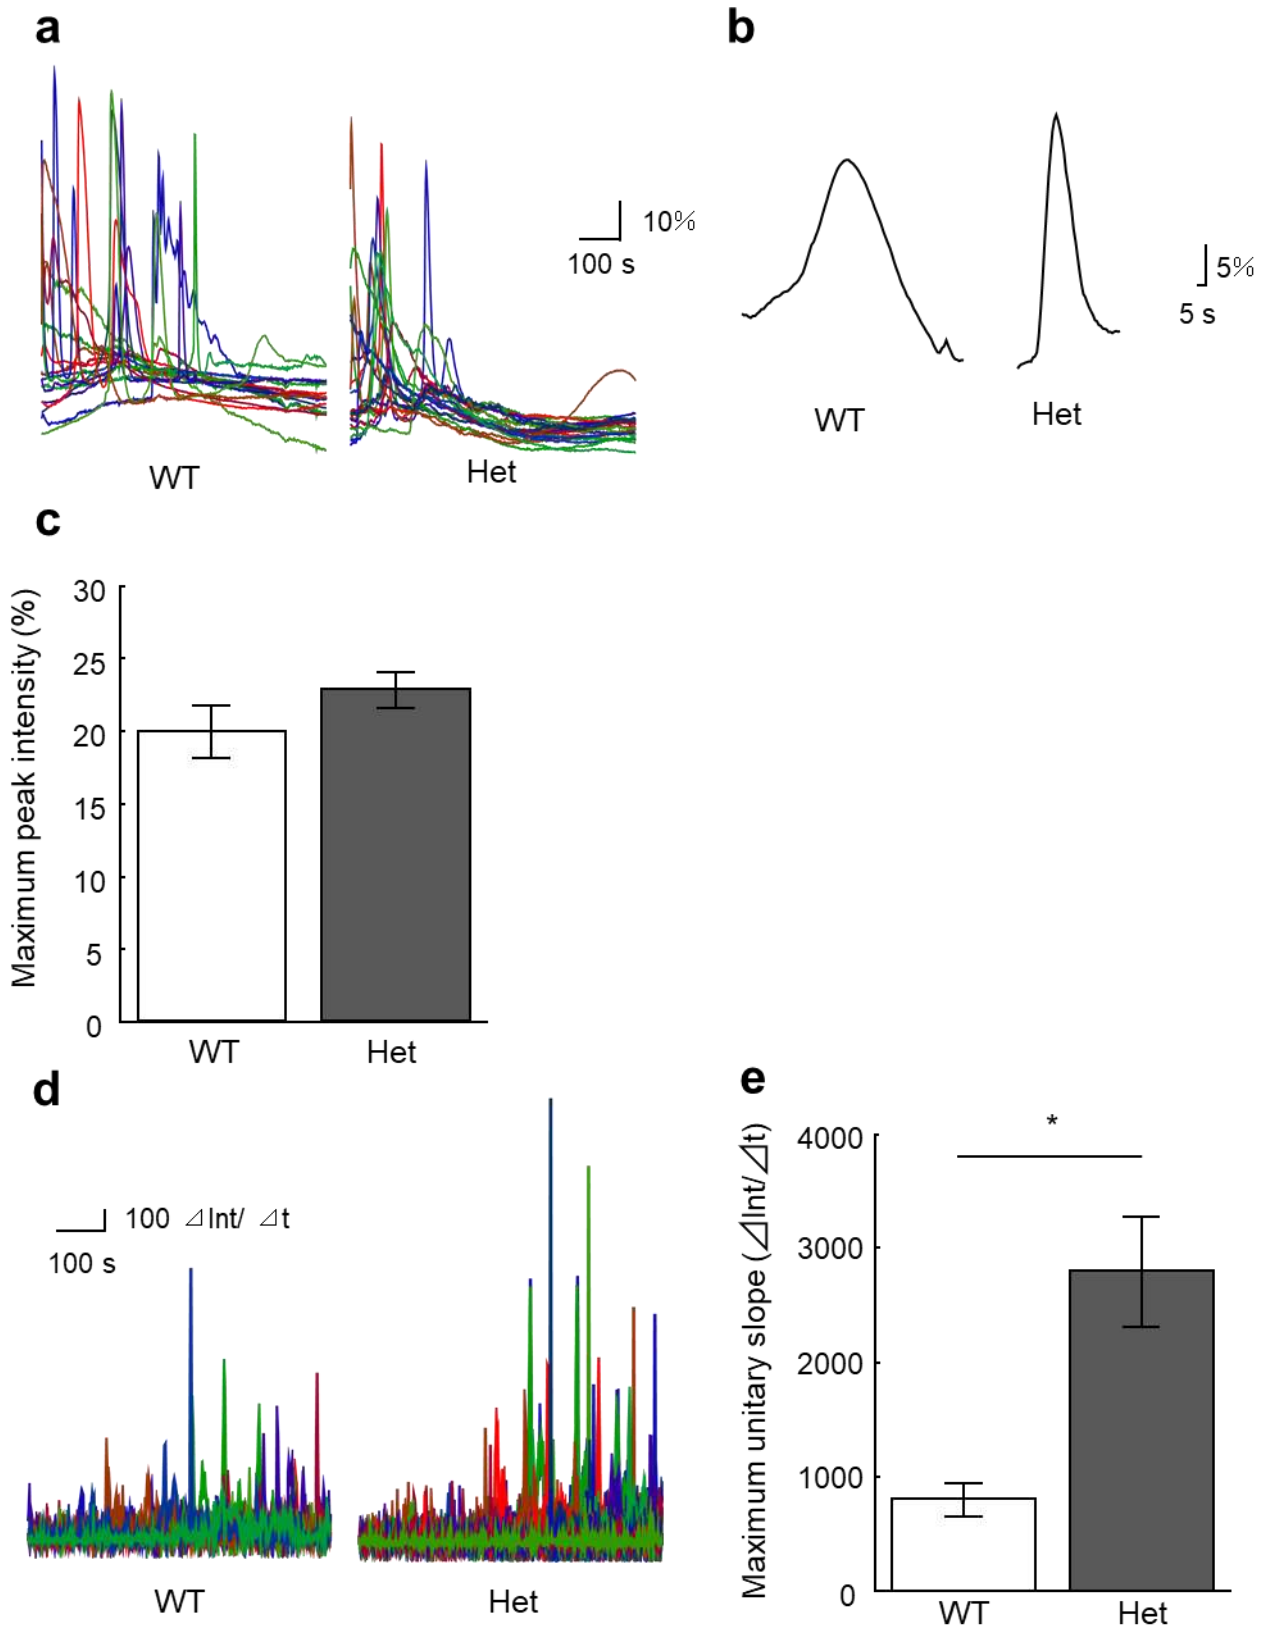 a
b
10%
100 s
5%
5 s
WT
Het
WT
Het
c
Maximum peak intensity (%)
30
25
20
15
10
5
0
WT
Het
d
100 ⊿Int/ ⊿t
100 s
WT
Het
e
Maximum unitary slope (⊿Int/⊿t)
*
4000
3000
2000
1000
0
WT
Het